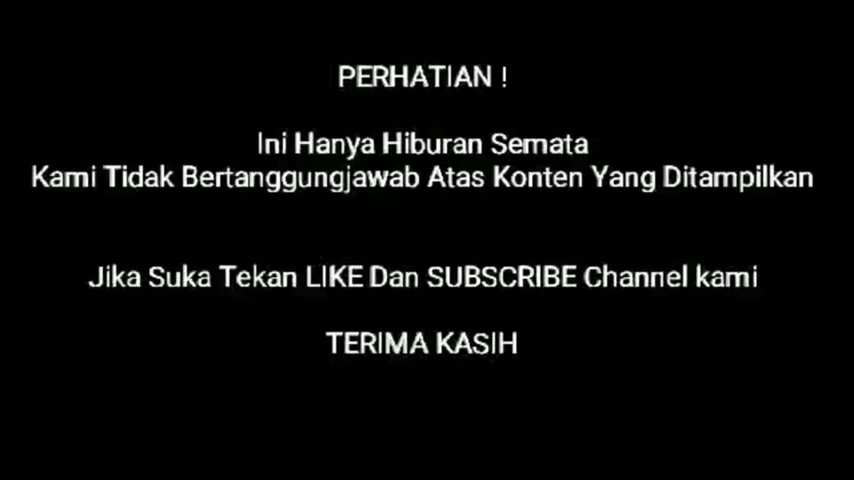 PERHATIAN !
Ini Hanya Hiburan Semata
Kami Tidak Bertanggungjawab Atas Konten Yang Ditampilkan
Jika Suka Tekan LIKE Dan SUBSCRIBE Channel kami
TERIMA KASIH